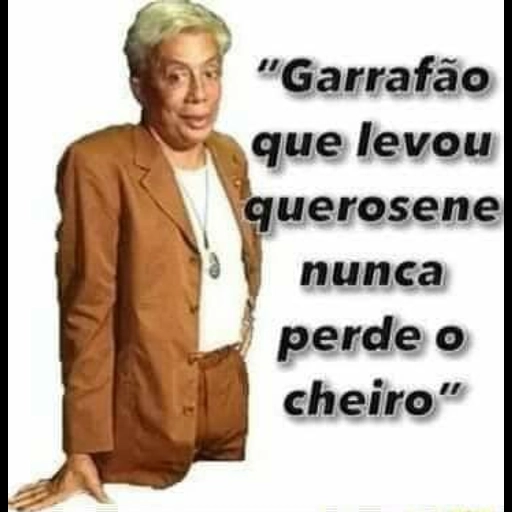 "Garrafão
que levou
querosene
nunca
perde o
cheiro"